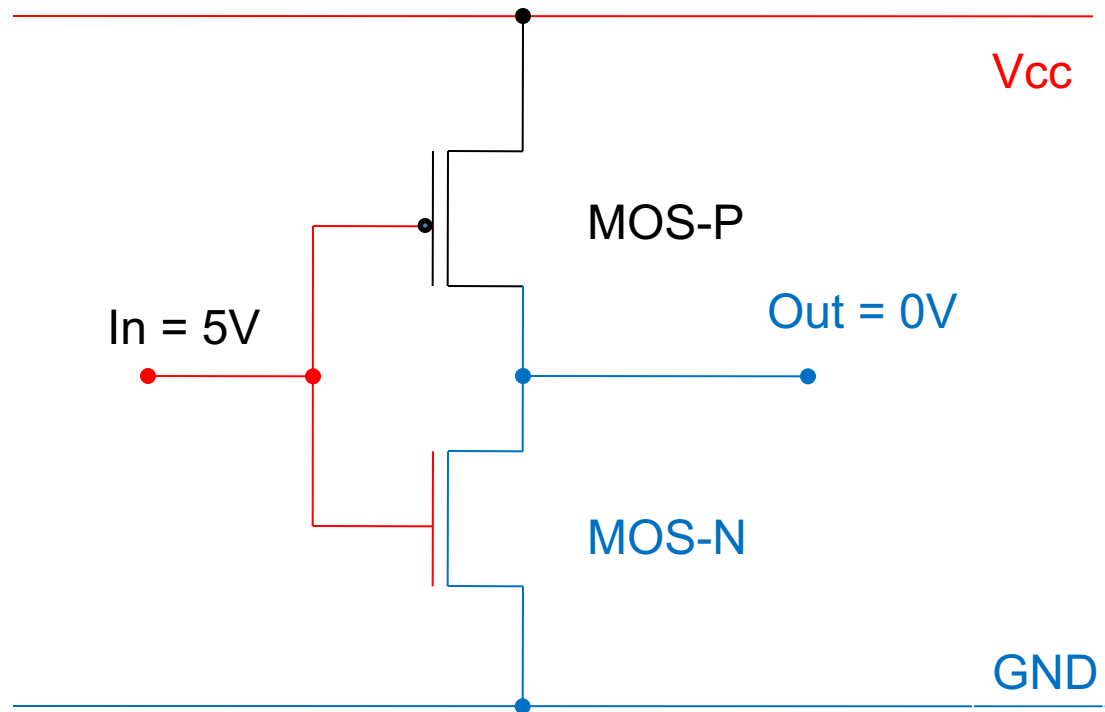 Vcc
MOS-P
Out = 0V
In = 5V
MOS-N
GND